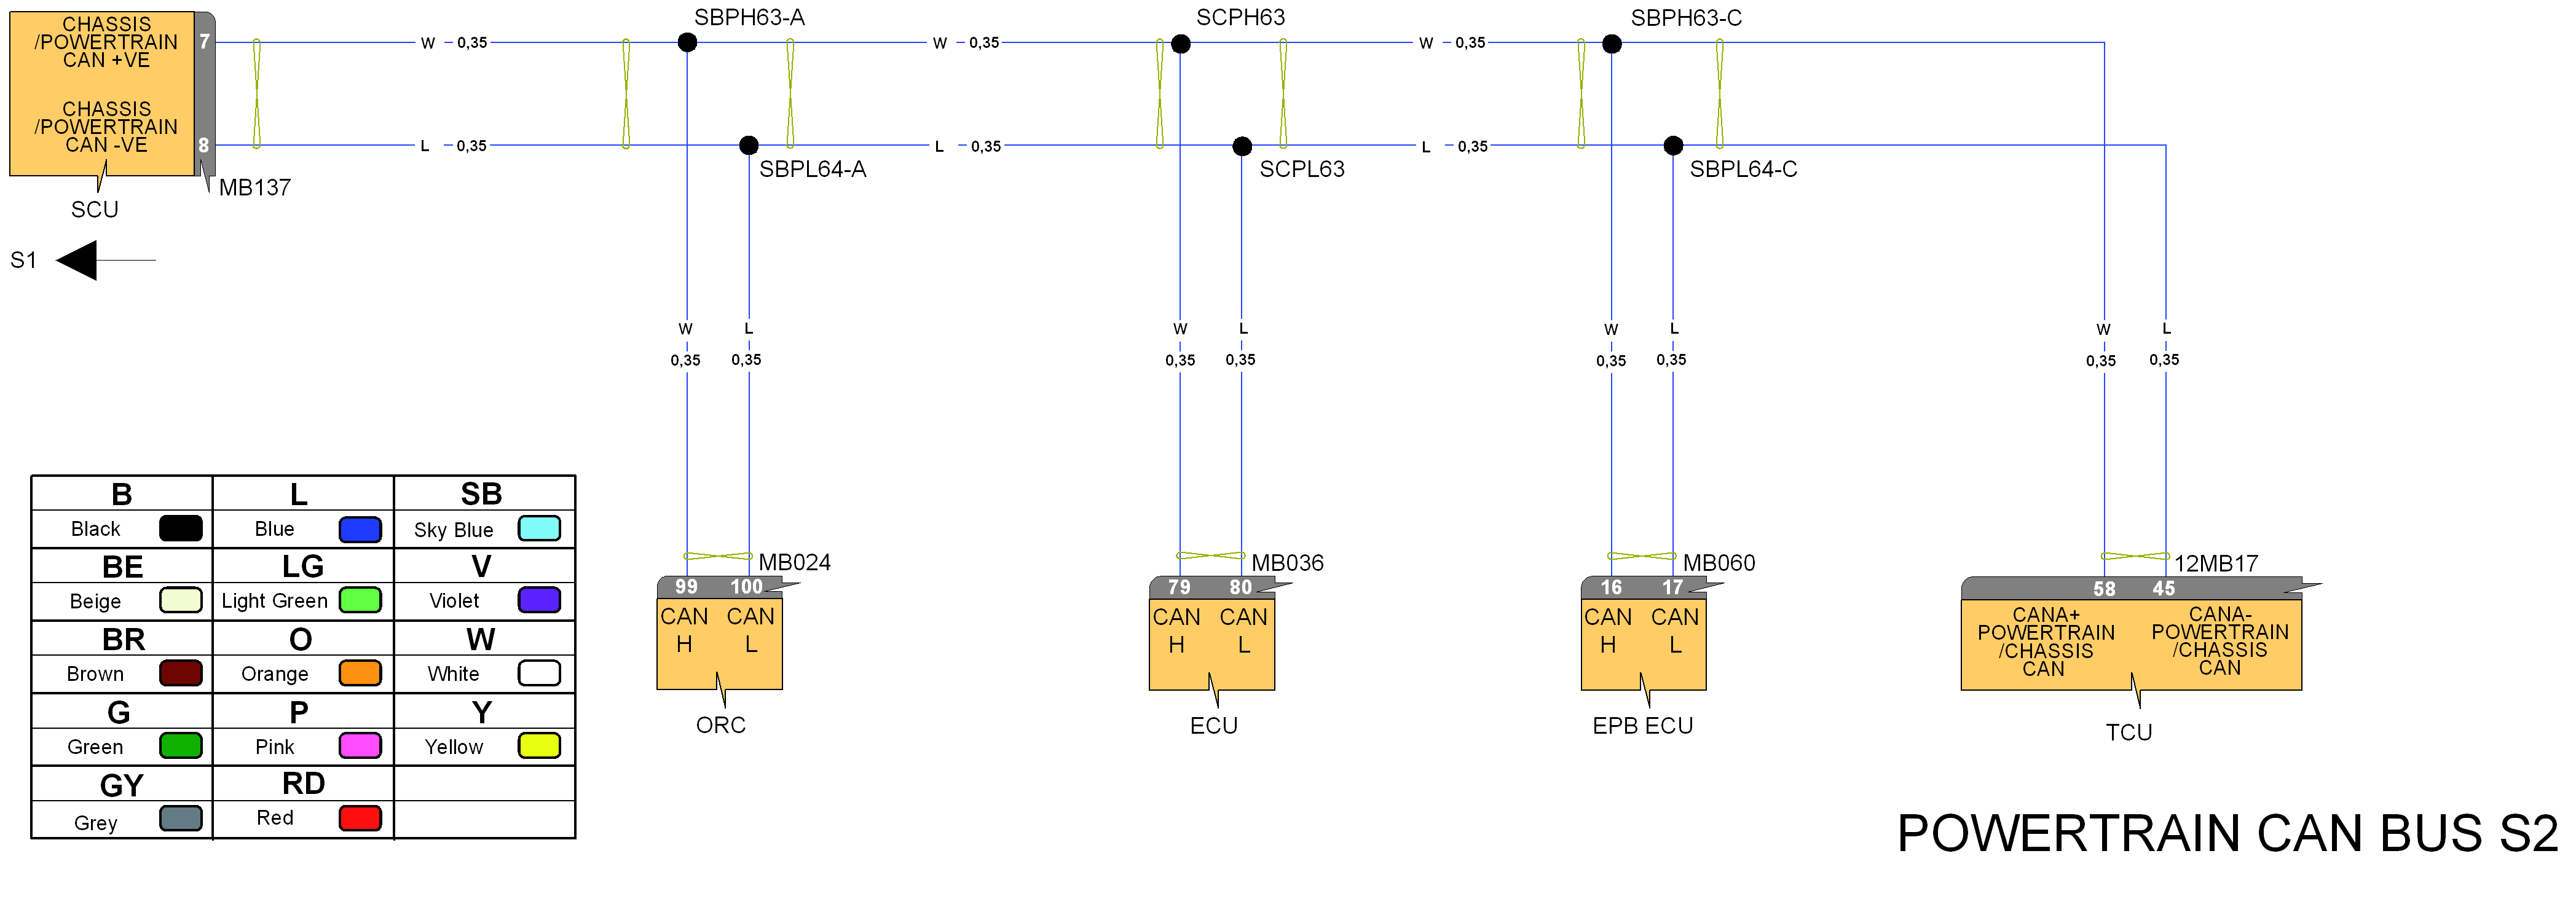 CHASSIS
/POWERTRAIN
CAN +VE
7
CHASSIS
/POWERTRAIN
CAN -VE
8
MB137
SCU
S1
SBPH63-A
SCPH63
SBPH63-C
W 0,35
W 0,35
W 0,35
L 0,35
L 0,35
L 0,35
SBPL64-A
SCPL63
SBPL64-C
W L
0,35 0,35
W L
0,35 0,35
W L
0,35 0,35
W L
0,35 0,35
MB024
99 100
CAN CAN
H L
ORC
MB036
79 80
CAN CAN
H L
ECU
MB060
16 17
CAN CAN
H L
EPB ECU
12MB17
58 45
CANA+
POWERTRAIN
/CHASSIS
CAN
CANA-
POWERTRAIN
/CHASSIS
CAN
TCU
B L SB
Black Blue Sky Blue
BE LG V
Beige Light Green Violet
BR O W
Brown Orange White
G P Y
Green Pink Yellow
GY RD
Grey Red
POWERTRAIN CAN BUS S2